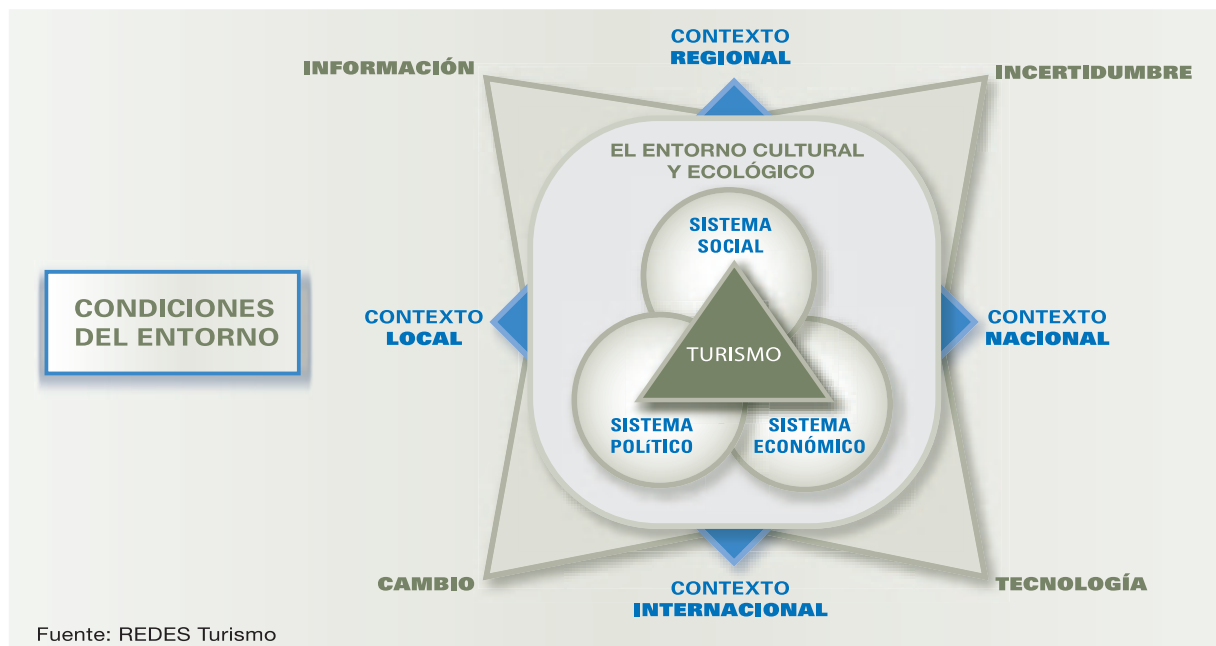 CONTEXTO
REGIONAL
INFORMACIÓN
INCERTIDUMBRE
EL ENTORNO CULTURAL
Y ECOLÓGICO
SISTEMA
SOCIAL
CONDICIONES
DEL ENTORNO
CONTEXTO
LOCAL
CONTEXTO
NACIONAL
TURISMO
SISTEMA
POLíTICO
SISTEMA
ECONÓMICO
CAMBIO
TECNOLOGÍA
CONTEXTO
INTERNACIONAL
Fuente: REDES Turismo